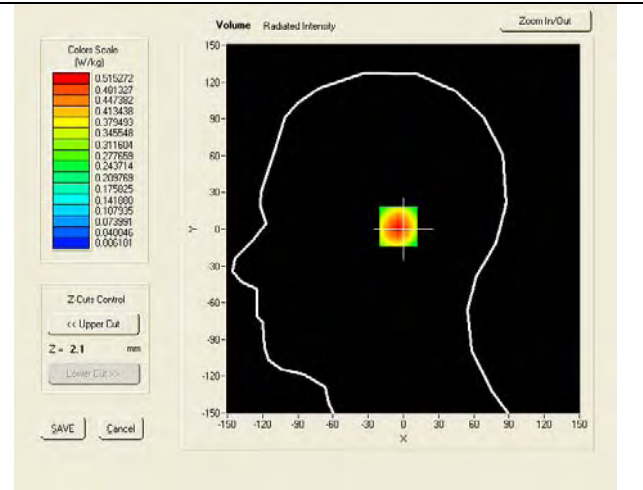 Volume Radiated Intensity
Zoom In/Out
Colors Scale
(W/kg)
0.515272
0.481327
0.447382
0.413438
0.379493
0.345548
0.311604
0.277659
0.243714
0.209769
0.175825
0.141880
0.107935
0.073991
0.040046
0.006101
Z Cuts Control
<< Upper Cut
Z = 2.1 mm
Lower Cut >>
SAVE
Cancel
150
120
90
60
30
0
-30
-60
-90
-120
-150
Y
-150 -120 -90 -60 -30 0 30 60 90 120 150
X